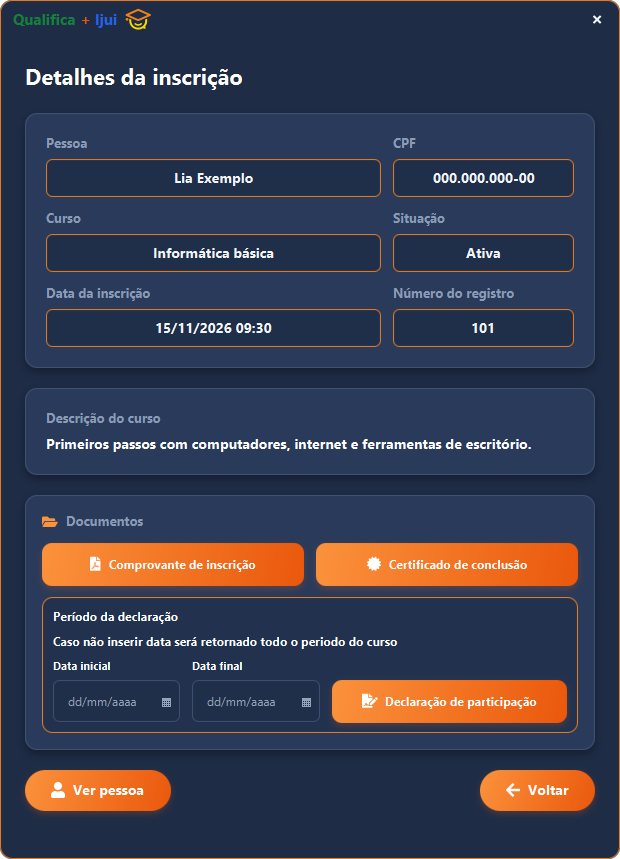 Qualifica + Ijui
Detalhes da inscrição
Pessoa CPF
Lia Exemplo 000.000.000-00
Curso Situação
Informática básica Ativa
Data da inscrição Número do registro
15/11/2026 09:30 101
Descrição do curso
Primeiros passos com computadores, internet e ferramentas de escritório.
Documentos
Comprovante de inscrição Certificado de conclusão
Período da declaração
Caso não inserir data será retornado todo o periodo do curso
Data inicial Data final
dd/mm/aaaa dd/mm/aaaa Declaração de participação
Ver pessoa Voltar